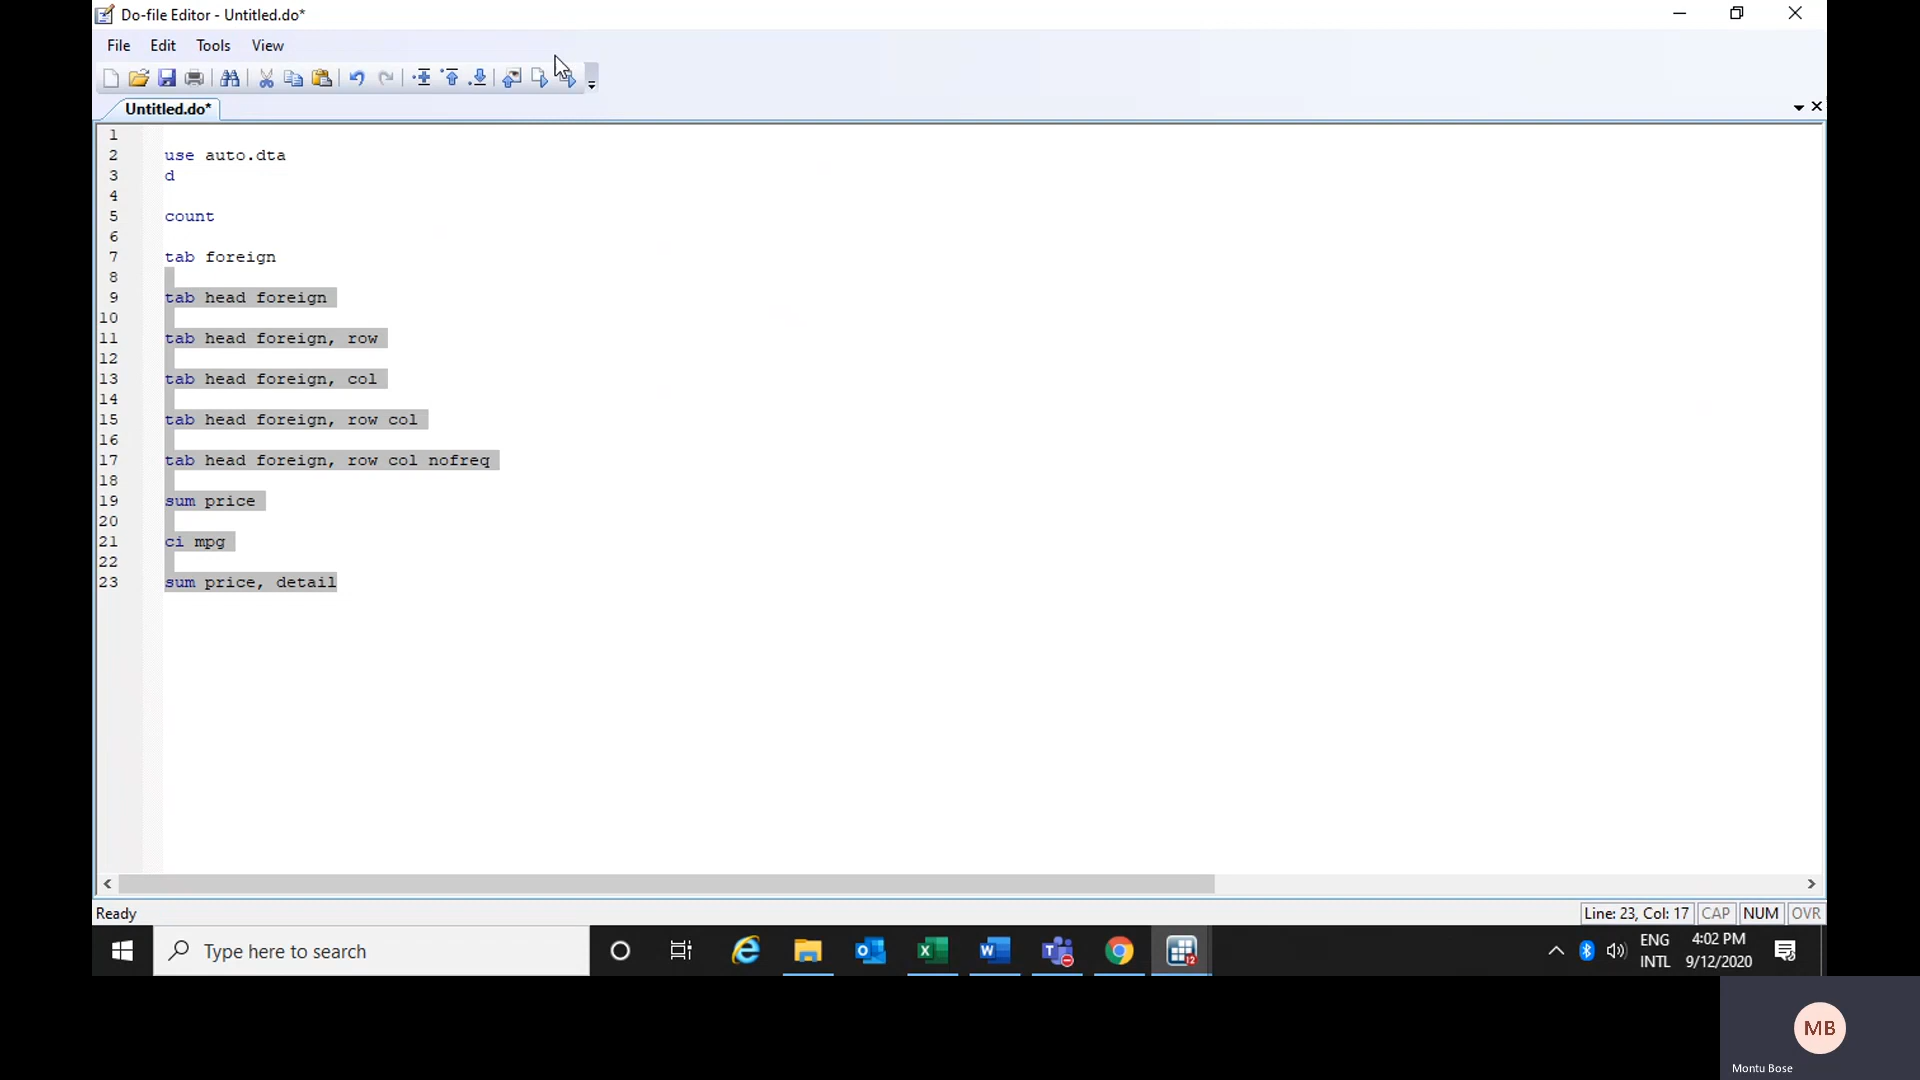 Do-file Editor - Untitled.do*
File Edit Tools View
Untitled.do*
1
2 use auto.dta
3 d
4
5 count
6
7 tab foreign
8
9 tab head foreign
10
11 tab head foreign, row
12
13 tab head foreign, col
14
15 tab head foreign, row col
16
17 tab head foreign, row col nofreq
18
19 sum price
20
21 ci mpg
22
23 sum price, detail
Ready
Line: 23, Col: 17 CAP NUM OVR
Type here to search
12
ENG
INTL
4:02 PM
9/12/2020
MB
Montu Bose